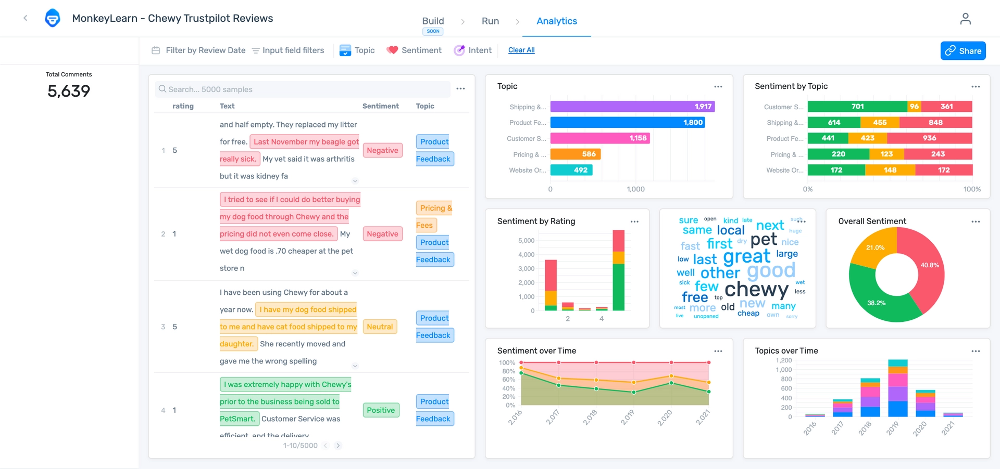 MonkeyLearn - Chewy Trustpilot Reviews
Build
SOON
Run
Analytics
Filter by Review Date
Input field filters
Topic
Sentiment
Intent
Clear All
Share
Total Comments
5,639
Search... 5000 samples
rating Text Sentiment Topic
and half empty. They replaced my litter
for free. Last November my beagle got
really sick. My vet said it was arthritis
but it was kidney fa
1 5
Negative
Product
Feedback
I tried to see if I could do better buying
my dog food through Chewy and the
pricing did not even come close. My
wet dog food is .70 cheaper at the pet
store n
2 1
Negative
Pricing &
Fees
Product
Feedback
I have been using Chewy for about a
year now. I have my dog food shipped
to me and have cat food shipped to my
daughter. She recently moved and
gave me the wrong spelling
3 5
Neutral
Product
Feedback
I was extremely happy with Chewy's
prior to the business being sold to
PetSmart. Customer Service was
efficient, and the delivery
4 1
Positive
Product
Feedback
1-10/5000
Topic
Shipping &... 1,917
Product Fe... 1,800
Customer S... 1,158
Pricing & ... 586
Website Or... 492
0 1,000
Sentiment by Topic
Customer S... 701 96 361
Shipping &... 614 455 848
Product Fe... 441 423 936
Pricing & ... 220 123 243
Website Or... 172 148 172
0% 100%
Sentiment by Rating
5,000
4,000
3,000
2,000
1,000
0
2 4
sure open kind late such
same local next huge
fast first dry pet nice
low last great large
well other good
sick few chewy wet
free top less
most more old new many
live unopened cheap own sorry
Overall Sentiment
21.0%
40.8%
38.2%
Sentiment over Time
100%
80%
60%
40%
20%
0%
2,016 2,017 2,018 2,019 2,020 2,021
Topics over Time
1,200
1,000
800
600
400
200
0
2016 2017 2018 2019 2020 2021